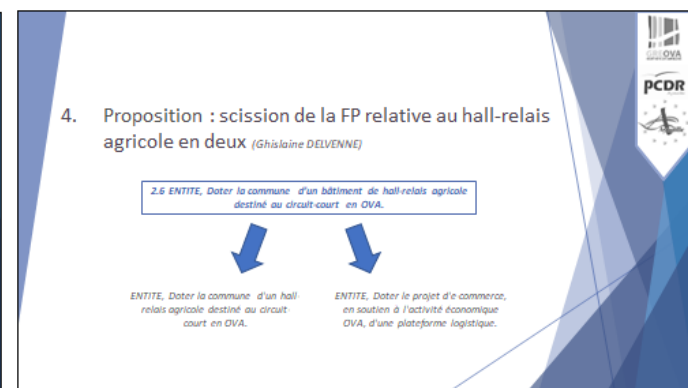 GREOVA
PCDR
4. Proposition : scission de la FP relative au hall-relais
agricole en deux (Ghislaine DELVENNE)
2.6 ENTITE, Doter la commune d'un bâtiment de hall-relais agricole
destiné au circuit-court en OVA.
ENTITE, Doter la commune d'un hall-
relais agricole destiné au circuit-
court en OVA.
ENTITE, Doter le projet d'e-commerce,
en soutien à l'activité économique
OVA, d'une plateforme logistique.